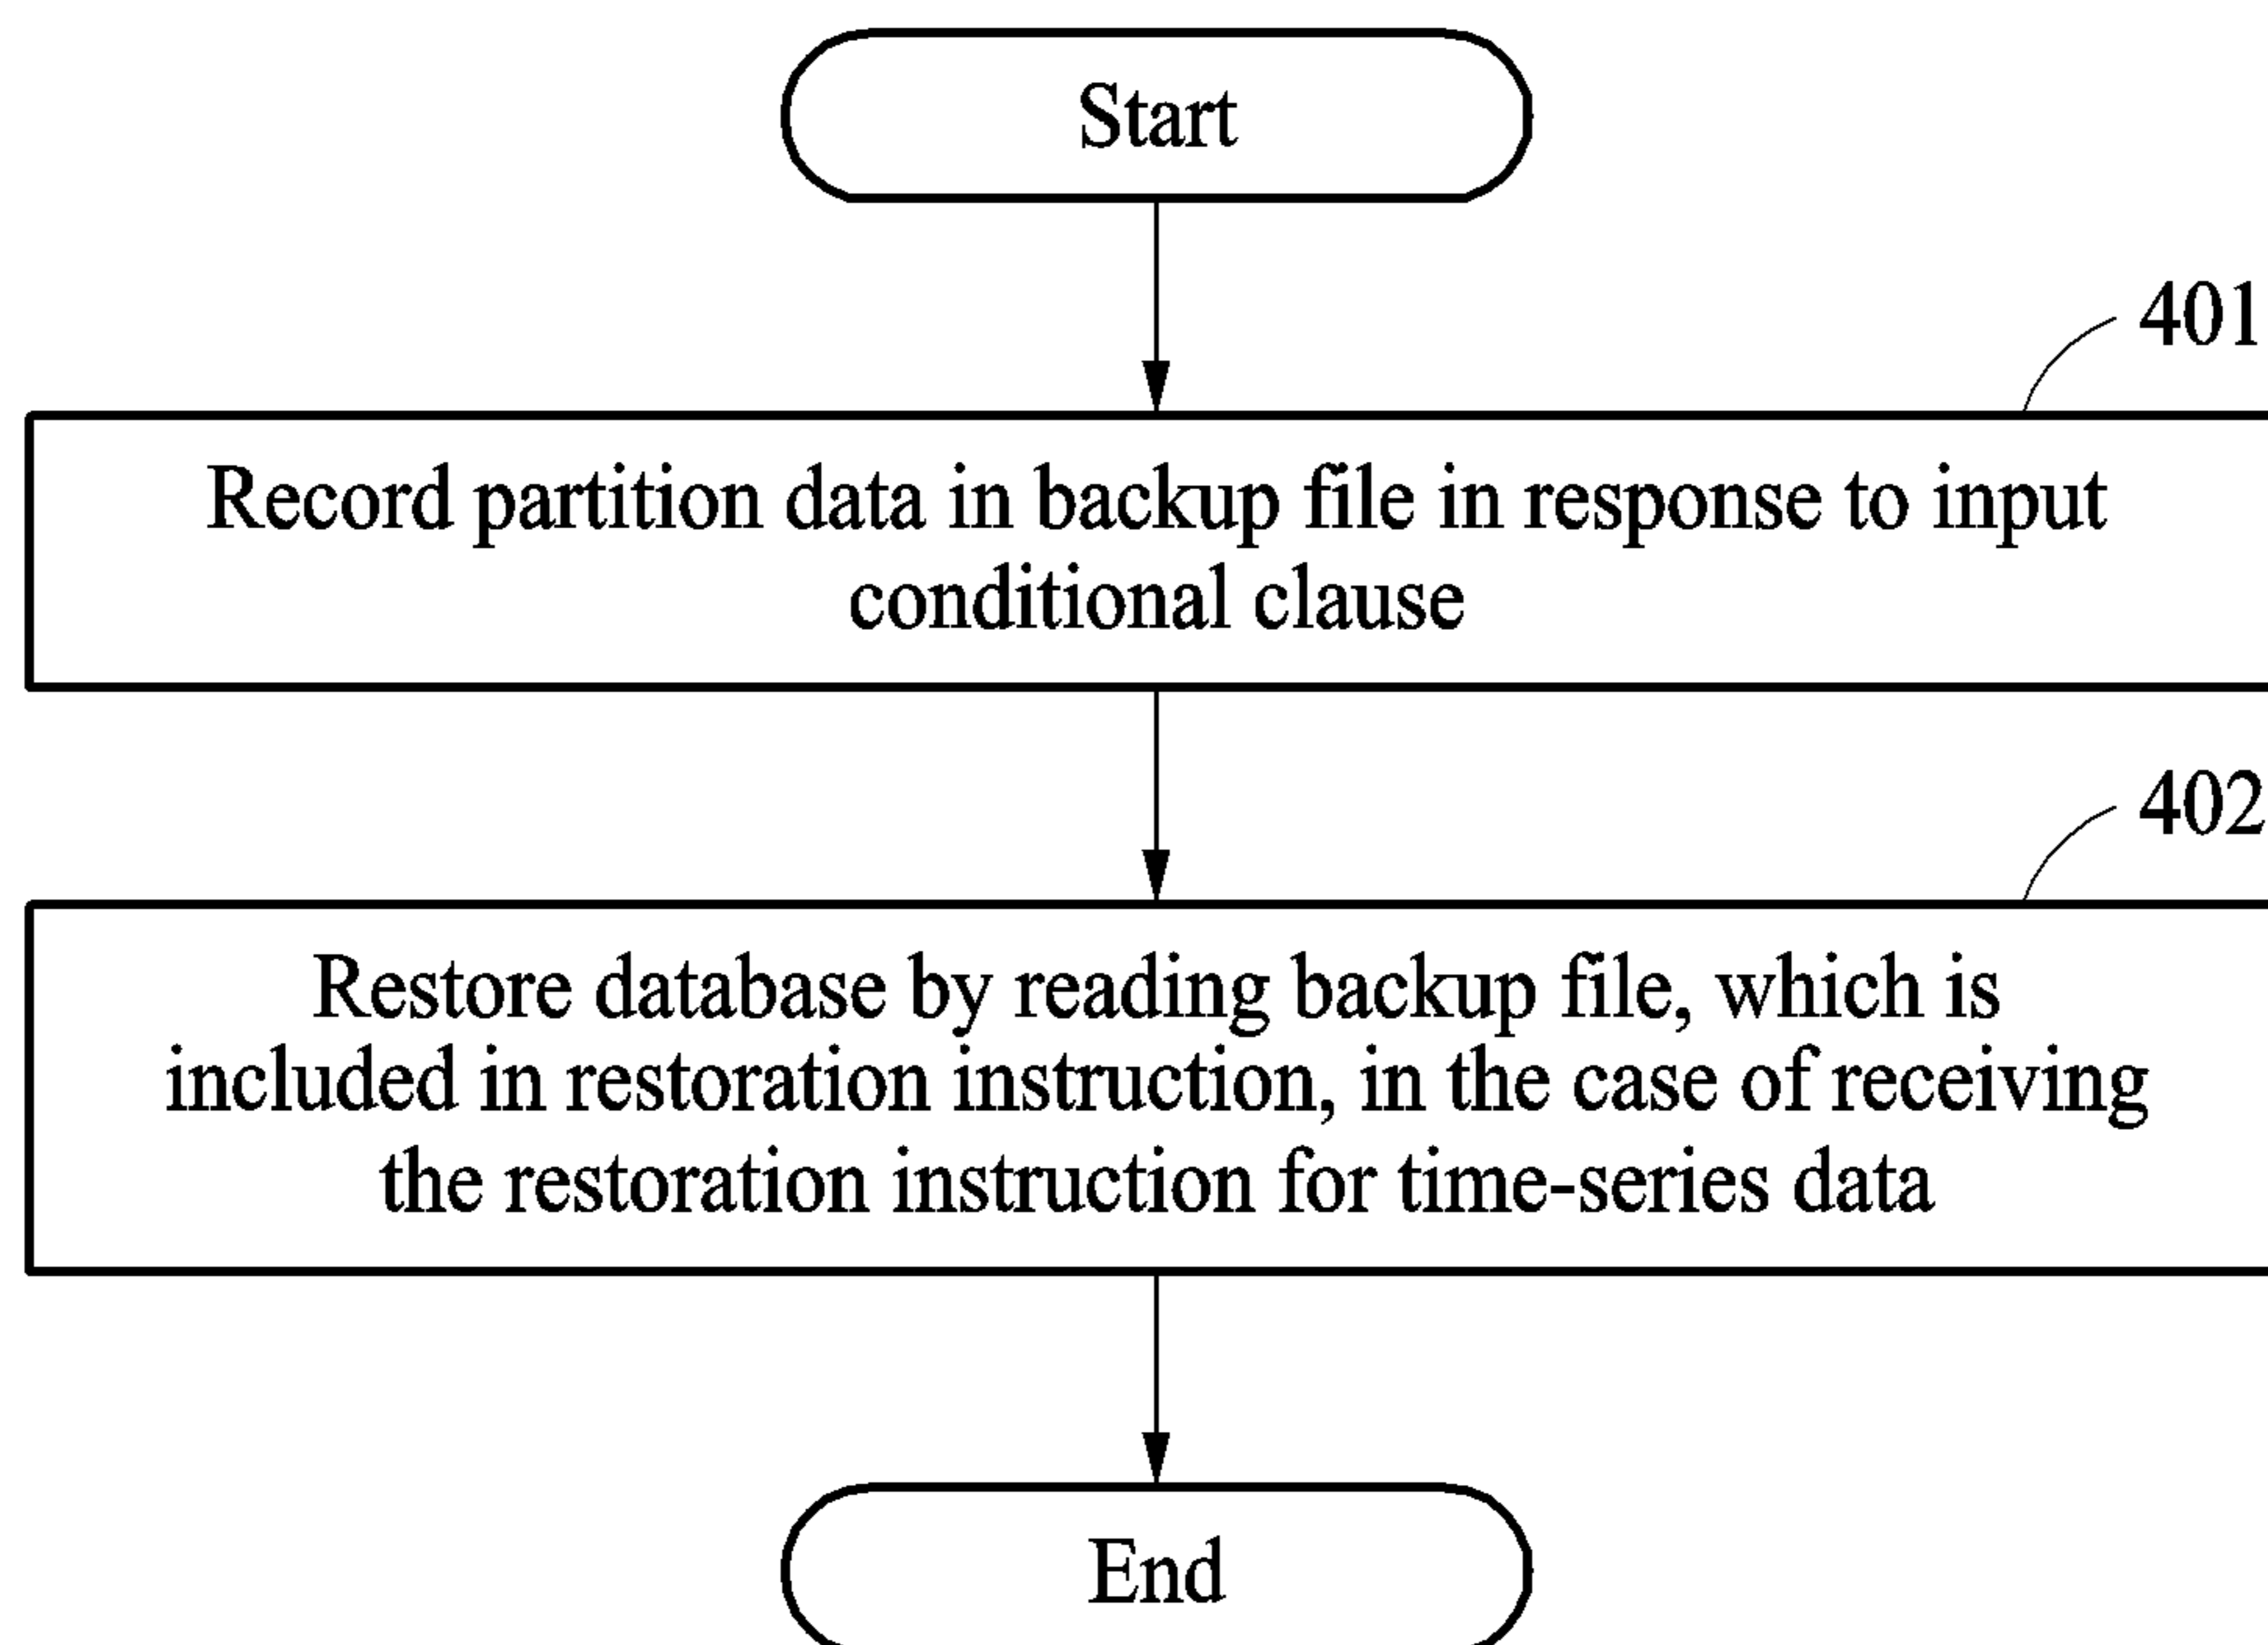 Start
401
Record partition data in backup file in response to input
conditional clause
402
Restore database by reading backup file, which is
included in restoration instruction, in the case of receiving
the restoration instruction for time-series data
End